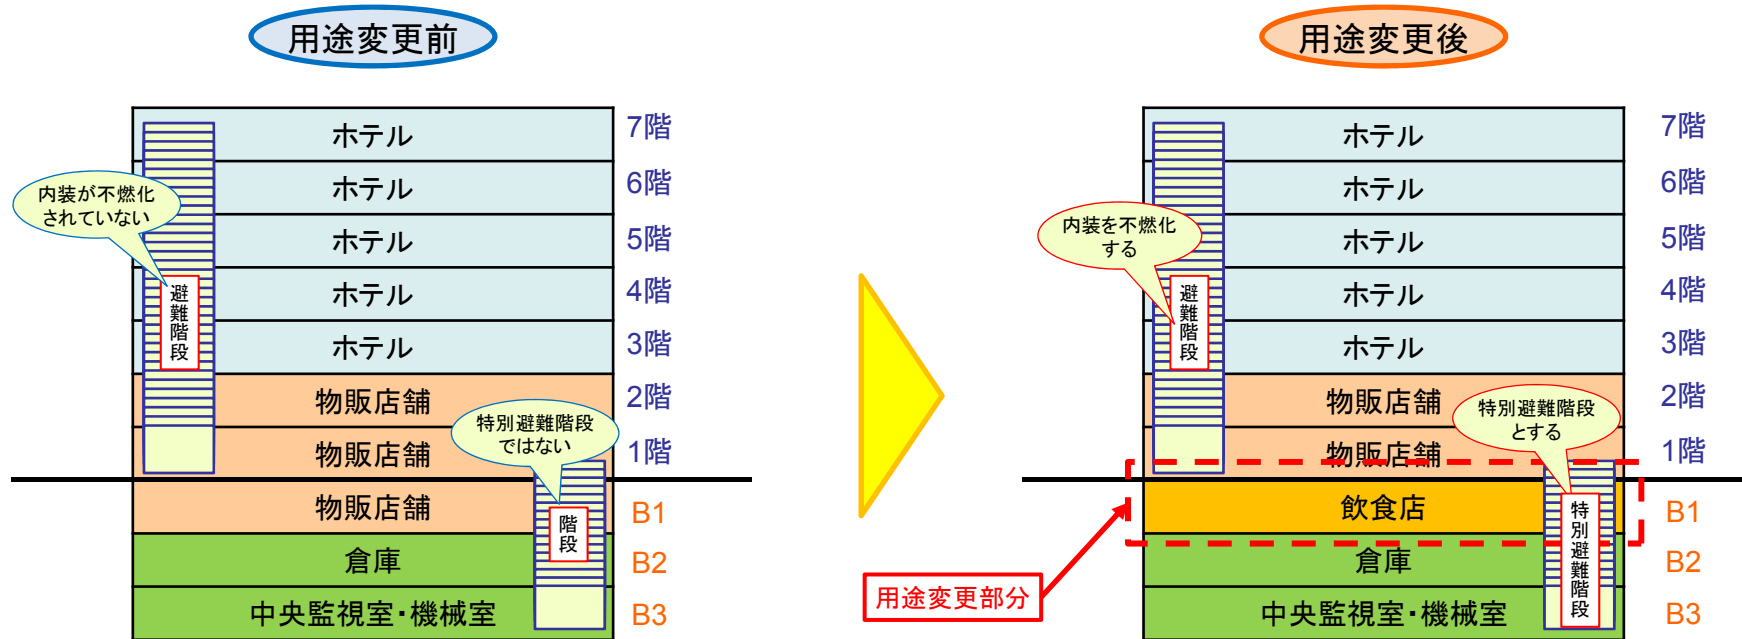 用途変更前
ホテル
7階
ホテル
6階
内装が不燃化
されていない
ホテル
5階
ホテル
4階
避難階段
ホテル
3階
物販店舗
2階
特別避難階段
ではない
物販店舗
1階
物販店舗
B1
階段
倉庫
B2
中央監視室・機械室
B3
用途変更後
ホテル
7階
ホテル
6階
内装を不燃化
する
ホテル
5階
ホテル
4階
避難階段
ホテル
3階
物販店舗
2階
特別避難階段
とする
物販店舗
1階
飲食店
B1
特別避難階段
倉庫
B2
用途変更部分
中央監視室・機械室
B3